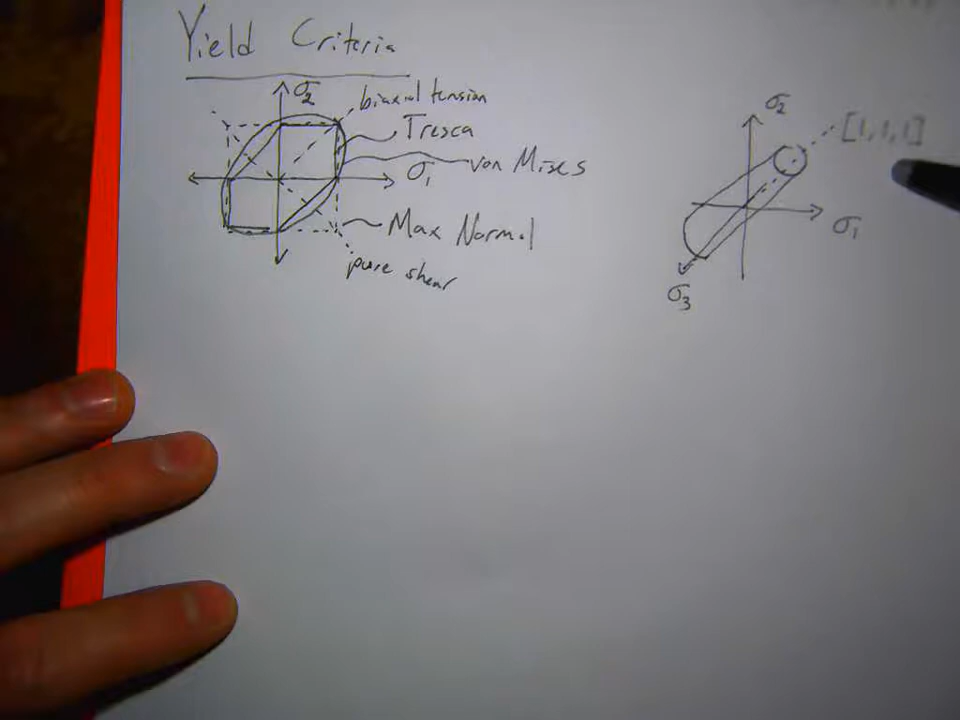 Yield Criteria
σ2
biaxial tension
Tresca
von Mises
σ1
Max Normal
pure shear
σ2
[1,1,1]
σ1
σ3